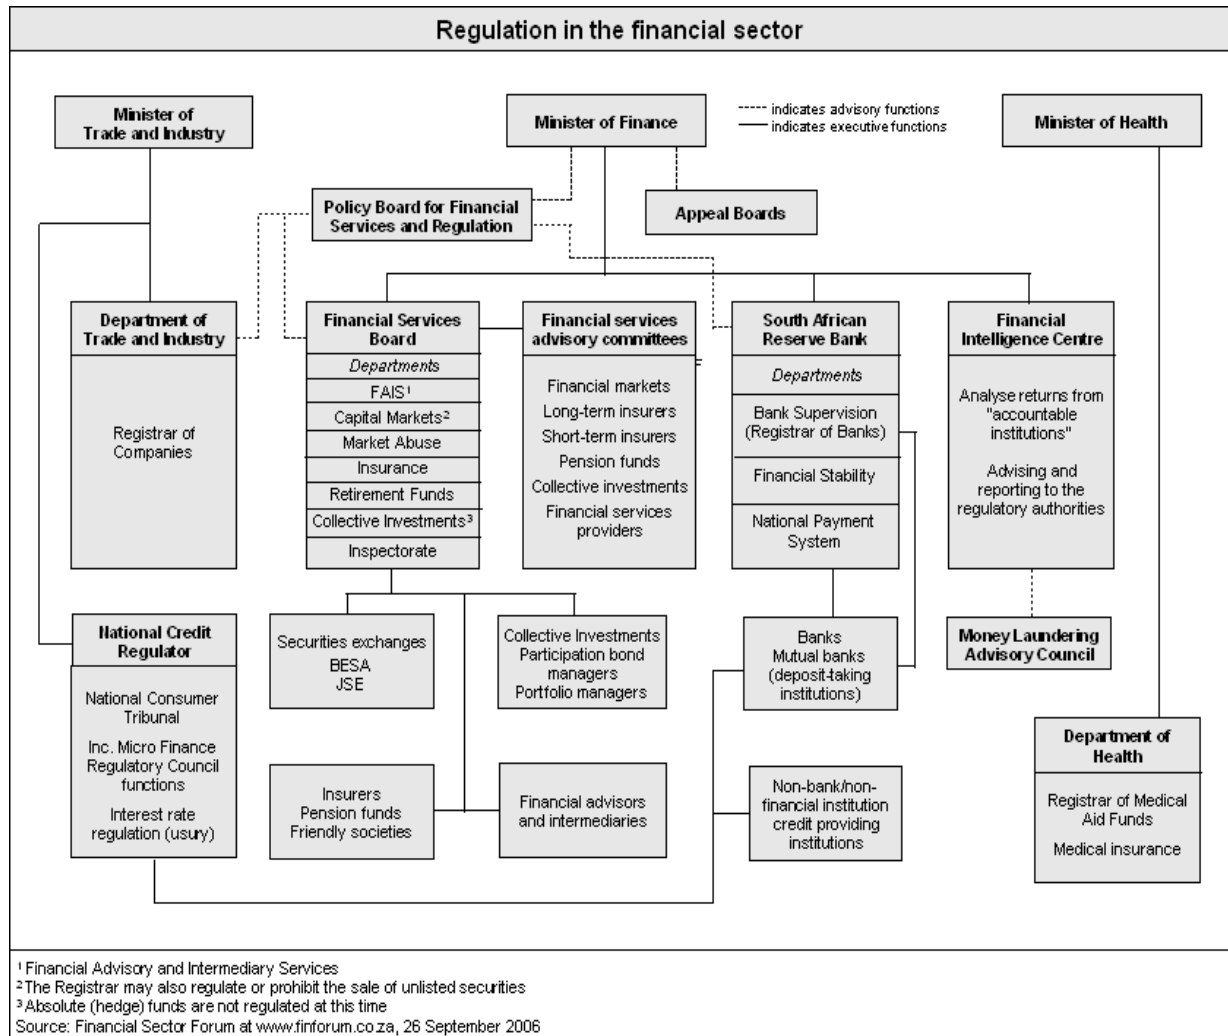 Regulation in the financial sector
Minister of
Trade and Industry
Minister of Finance
----- indicates advisory functions
—— indicates executive functions
Minister of Health
Policy Board for Financial
Services and Regulation
Appeal Boards
Department of
Trade and Industry
Registrar of
Companies
Financial Services
Board
Departments
FAIS¹
Capital Markets²
Market Abuse
Insurance
Retirement Funds
Collective Investments³
Inspectorate
Financial services
advisory committees
Financial markets
Long-term insurers
Short-term insurers
Pension funds
Collective investments
Financial services
providers
South African
Reserve Bank
Departments
Bank Supervision
(Registrar of Banks)
Financial Stability
National Payment
System
Financial
Intelligence Centre
Analyse returns from
"accountable
institutions"
Advising and
reporting to the
regulatory authorities
National Credit
Regulator
National Consumer
Tribunal
Inc. Micro Finance
Regulatory Council
functions
Interest rate
regulation (usury)
Securities exchanges
BESA
JSE
Collective Investments
Participation bond
managers
Portfolio managers
Banks
Mutual banks
(deposit-taking
institutions)
Money Laundering
Advisory Council
Insurers
Pension funds
Friendly societies
Financial advisors
and intermediaries
Non-bank/non-
financial institution
credit providing
institutions
Department of
Health
Registrar of Medical
Aid Funds
Medical insurance
¹ Financial Advisory and Intermediary Services
² The Registrar may also regulate or prohibit the sale of unlisted securities
³ Absolute (hedge) funds are not regulated at this time
Source: Financial Sector Forum at www.finforum.co.za, 26 September 2006